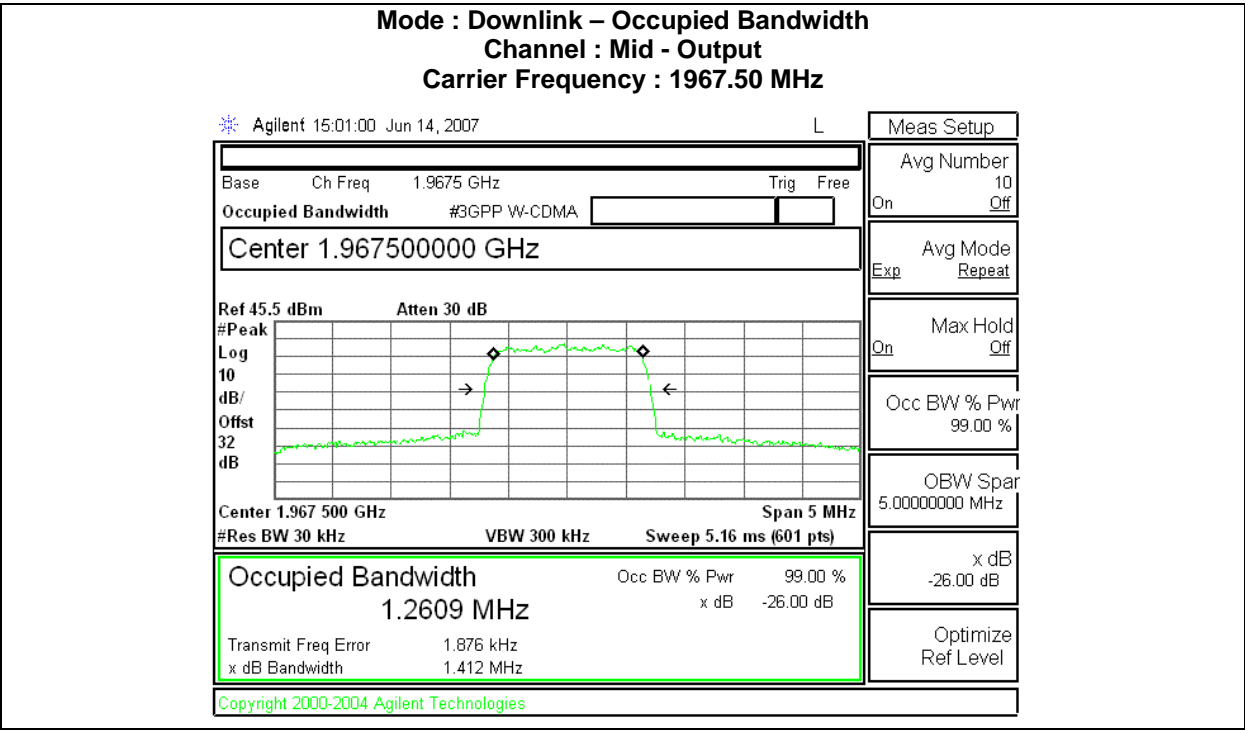 Mode : Downlink – Occupied Bandwidth
Channel : Mid - Output
Carrier Frequency : 1967.50 MHz
Agilent 15:01:00 Jun 14, 2007 L
Meas Setup
Base Ch Freq 1.9675 GHz Trig Free
Occupied Bandwidth #3GPP W-CDMA
Center 1.967500000 GHz
Ref 45.5 dBm Atten 30 dB
#Peak
Log
10
dB/
Offst
32
dB
Center 1.967 500 GHz Span 5 MHz
#Res BW 30 kHz VBW 300 kHz Sweep 5.16 ms (601 pts)
Occupied Bandwidth Occ BW % Pwr 99.00 %
1.2609 MHz x dB -26.00 dB
Transmit Freq Error 1.876 kHz
x dB Bandwidth 1.412 MHz
Copyright 2000-2004 Agilent Technologies
Avg Number
10
On Off
Avg Mode
Exp Repeat
Max Hold
On Off
Occ BW % Pwr
99.00 %
OBW Span
5.00000000 MHz
x dB
-26.00 dB
Optimize
Ref Level